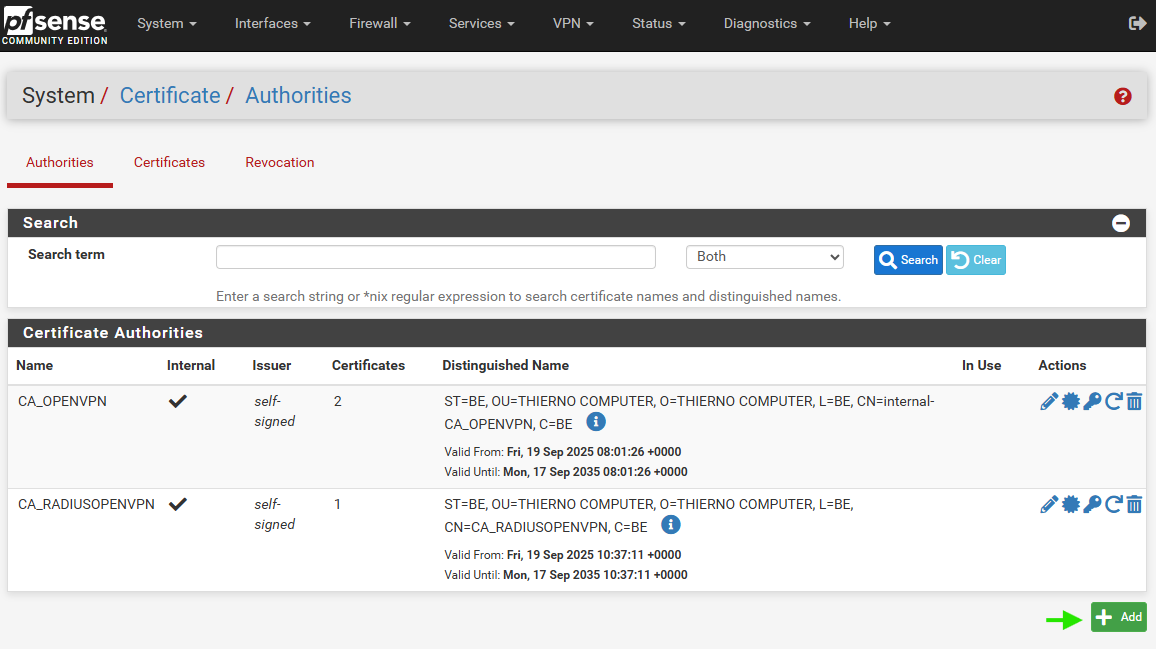 pfsense COMMUNITY EDITION System Interfaces Firewall Services VPN Status Diagnostics Help
System / Certificate / Authorities
Authorities Certificates Revocation
Search
Search term Both Search Clear
Enter a search string or *nix regular expression to search certificate names and distinguished names.
Certificate Authorities
Name Internal Issuer Certificates Distinguished Name In Use Actions
CA_OPENVPN self- 2 ST=BE, OU=THIERNO COMPUTER, O=THIERNO COMPUTER, L=BE, CN=internal-
signed CA_OPENVPN, C=BE
Valid From: Fri, 19 Sep 2025 08:01:26 +0000
Valid Until: Mon, 17 Sep 2035 08:01:26 +0000
CA_RADIUSOPENVPN self- 1 ST=BE, OU=THIERNO COMPUTER, O=THIERNO COMPUTER, L=BE,
signed CN=CA_RADIUSOPENVPN, C=BE
Valid From: Fri, 19 Sep 2025 10:37:11 +0000
Valid Until: Mon, 17 Sep 2035 10:37:11 +0000
Add